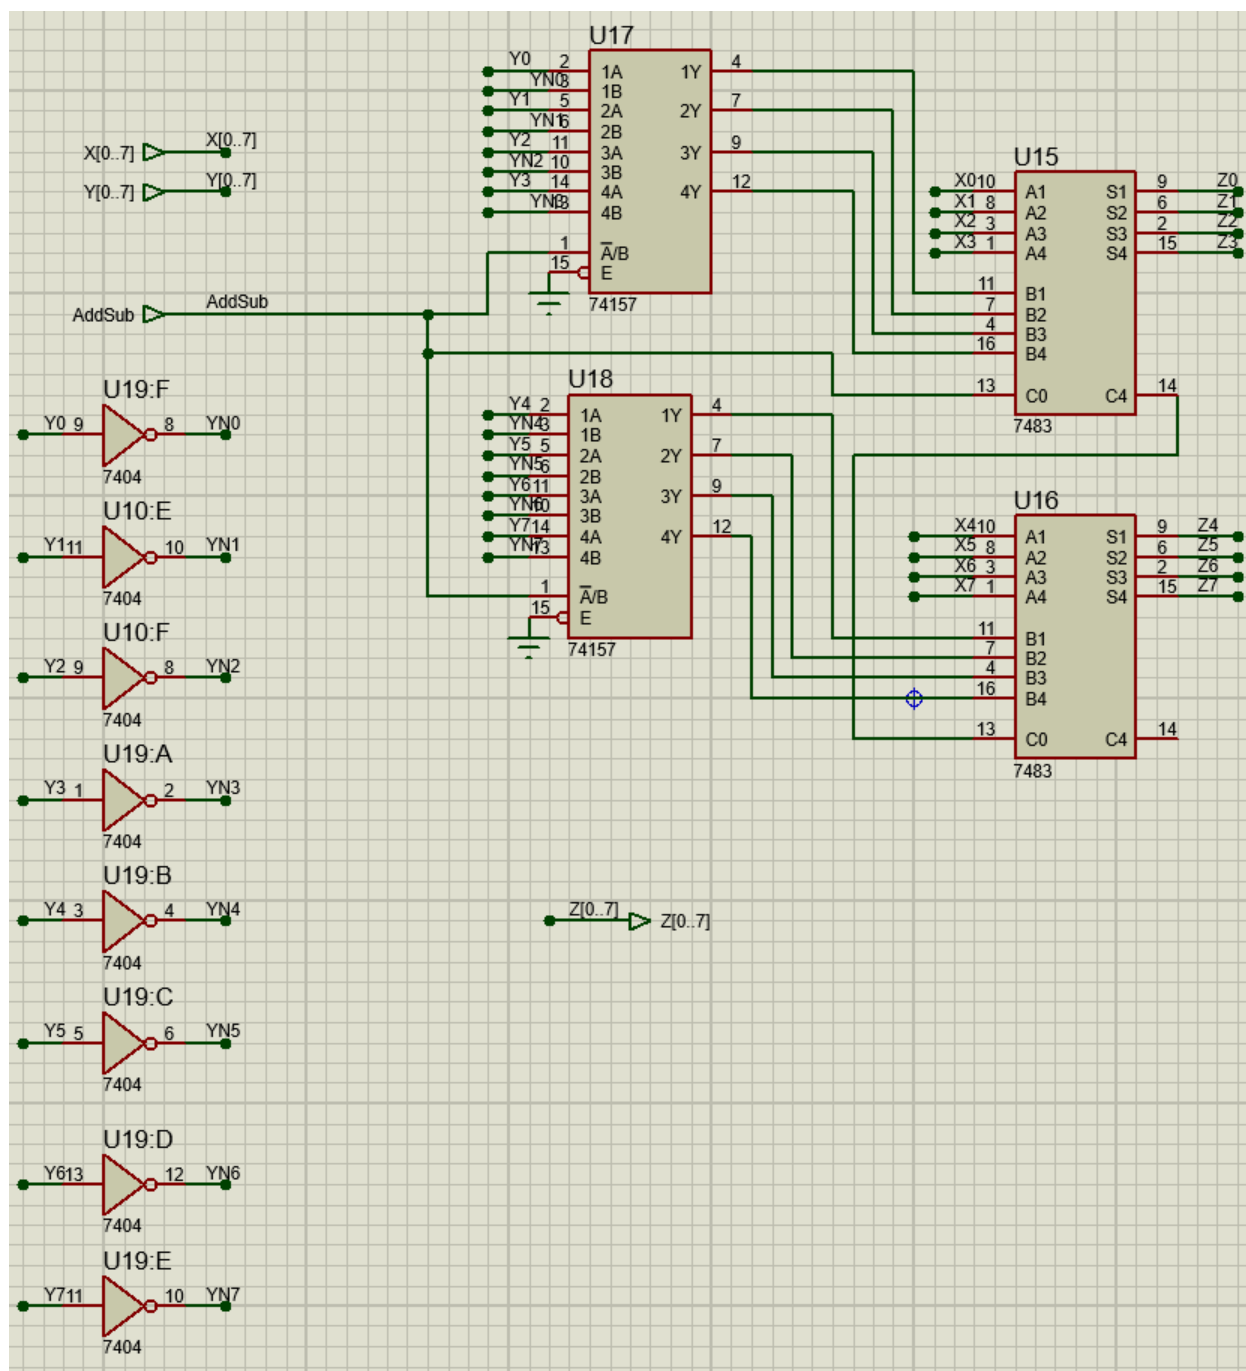 X[0..7] X[0..7]
Y[0..7] Y[0..7]
AddSub AddSub
U17
Y0 2 1A 1Y 4
YN0 3 1B
Y1 5 2A 2Y 7
YN1 6 2B
Y2 11 3A 3Y 9
YN2 10 3B
Y3 14 4A 4Y 12
YN3 13 4B
1 A/B
15 E
74157
U15
X0 10 A1 S1 9 Z0
X1 8 A2 S2 6 Z1
X2 3 A3 S3 2 Z2
X3 1 A4 S4 15 Z3
11 B1
7 B2
4 B3
16 B4
13 C0 C4 14
7483
U18
Y4 2 1A 1Y 4
YN4 3 1B
Y5 5 2A 2Y 7
YN5 6 2B
Y6 11 3A 3Y 9
YN6 10 3B
Y7 14 4A 4Y 12
YN7 13 4B
1 A/B
15 E
74157
U16
X4 10 A1 S1 9 Z4
X5 8 A2 S2 6 Z5
X6 3 A3 S3 2 Z6
X7 1 A4 S4 15 Z7
11 B1
7 B2
4 B3
16 B4
13 C0 C4 14
7483
U19:F
Y0 9 8 YN0
7404
U10:E
Y1 11 10 YN1
7404
U10:F
Y2 9 8 YN2
7404
U19:A
Y3 1 2 YN3
7404
U19:B
Y4 3 4 YN4
7404
Z[0..7] Z[0..7]
U19:C
Y5 5 6 YN5
7404
U19:D
Y6 13 12 YN6
7404
U19:E
Y7 11 10 YN7
7404